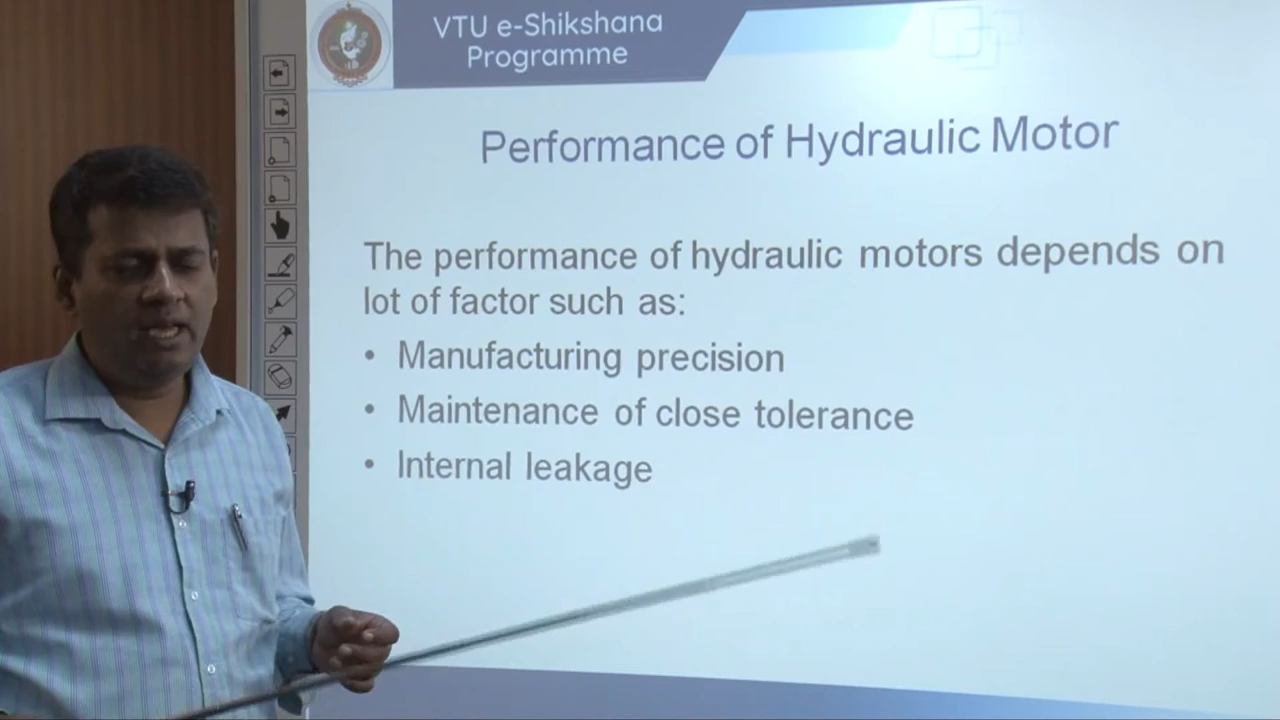 VTU e-Shikshana
Programme
Performance of Hydraulic Motor
The performance of hydraulic motors depends on
lot of factor such as:
• Manufacturing precision
• Maintenance of close tolerance
• Internal leakage